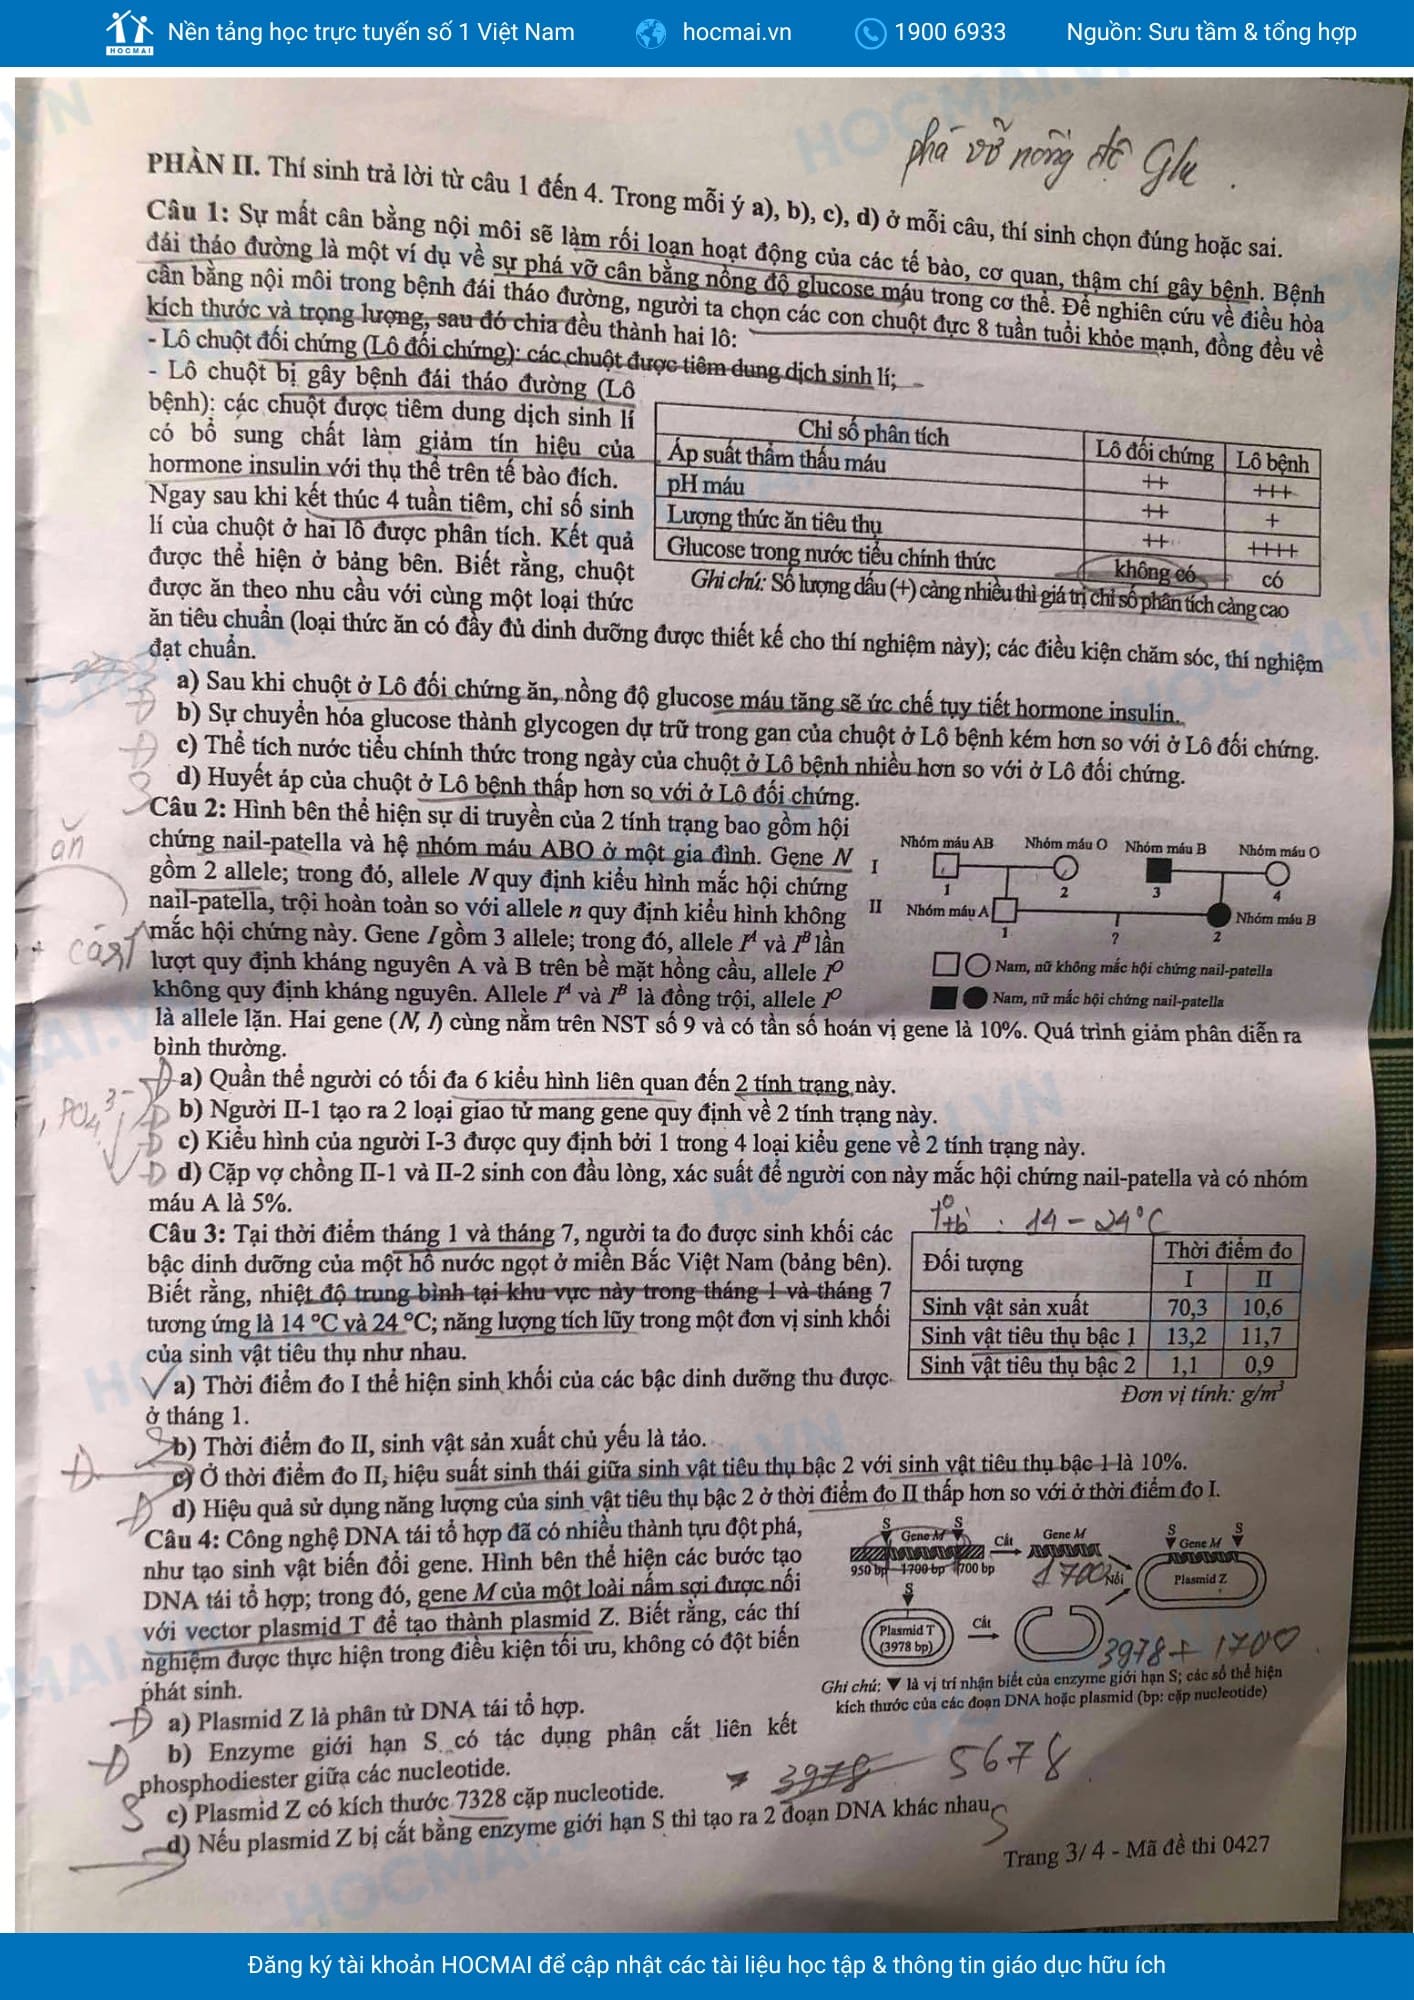 HOCMAI
Nền tảng học trực tuyến số 1 Việt Nam
hocmai.vn
1900 6933
Nguồn: Sưu tầm & tổng hợp
phá vỡ nồng độ Glu.
PHẦN II. Thí sinh trả lời từ câu 1 đến 4. Trong mỗi ý a), b), c), d) ở mỗi câu, thí sinh chọn đúng hoặc sai.
Câu 1: Sự mất cân bằng nội môi sẽ làm rối loạn hoạt động của các tế bào, cơ quan, thậm chí gây bệnh. Bệnh
đái tháo đường là một ví dụ về sự phá vỡ cân bằng nồng độ glucose máu trong cơ thể. Để nghiên cứu về điều hòa
cân bằng nội môi trong bệnh đái tháo đường, người ta chọn các con chuột đực 8 tuần tuổi khỏe mạnh, đồng đều về
kích thước và trọng lượng, sau đó chia đều thành hai lô:
- Lô chuột đối chứng (Lô đối chứng): các chuột được tiêm dung dịch sinh lí;
- Lô chuột bị gây bệnh đái tháo đường (Lô
bệnh): các chuột được tiêm dung dịch sinh lí
có bổ sung chất làm giảm tín hiệu của
hormone insulin với thụ thể trên tế bào đích.
Ngay sau khi kết thúc 4 tuần tiêm, chỉ số sinh
lí của chuột ở hai lô được phân tích. Kết quả
được thể hiện ở bảng bên. Biết rằng, chuột
được ăn theo nhu cầu với cùng một loại thức
Chỉ số phân tích Lô đối chứng Lô bệnh
Áp suất thẩm thấu máu ++ +++
pH máu ++ +
Lượng thức ăn tiêu thụ ++ ++++
Glucose trong nước tiểu chính thức không có có
Ghi chú: Số lượng dấu (+) càng nhiều thì giá trị chỉ số phân tích càng cao
ăn tiêu chuẩn (loại thức ăn có đầy đủ dinh dưỡng được thiết kế cho thí nghiệm này); các điều kiện chăm sóc, thí nghiệm
đạt chuẩn.
a) Sau khi chuột ở Lô đối chứng ăn, nồng độ glucose máu tăng sẽ ức chế tụy tiết hormone insulin.
Đ b) Sự chuyển hóa glucose thành glycogen dự trữ trong gan của chuột ở Lô bệnh kém hơn so với ở Lô đối chứng.
Đ c) Thể tích nước tiểu chính thức trong ngày của chuột ở Lô bệnh nhiều hơn so với ở Lô đối chứng.
S d) Huyết áp của chuột ở Lô bệnh thấp hơn so với ở Lô đối chứng.
ăn
Câu 2: Hình bên thể hiện sự di truyền của 2 tính trạng bao gồm hội
chứng nail-patella và hệ nhóm máu ABO ở một gia đình. Gene N
gồm 2 allele; trong đó, allele N quy định kiểu hình mắc hội chứng
nail-patella, trội hoàn toàn so với allele n quy định kiểu hình không
mắc hội chứng này. Gene I gồm 3 allele; trong đó, allele Iᴬ và Iᴮ lần
lượt quy định kháng nguyên A và B trên bề mặt hồng cầu, allele Iᴼ
không quy định kháng nguyên. Allele Iᴬ và Iᴮ là đồng trội, allele Iᴼ
Nhóm máu AB Nhóm máu O Nhóm máu B Nhóm máu O
I
1 2 3 4
II Nhóm máu A Nhóm máu B
1 ? 2
Nam, nữ không mắc hội chứng nail-patella
Nam, nữ mắc hội chứng nail-patella
là allele lặn. Hai gene (N, I) cùng nằm trên NST số 9 và có tần số hoán vị gene là 10%. Quá trình giảm phân diễn ra
bình thường.
Đ a) Quần thể người có tối đa 6 kiểu hình liên quan đến 2 tính trạng này.
, PO₄³⁻
Đ b) Người II-1 tạo ra 2 loại giao tử mang gene quy định về 2 tính trạng này.
Đ c) Kiểu hình của người I-3 được quy định bởi 1 trong 4 loại kiểu gene về 2 tính trạng này.
Đ d) Cặp vợ chồng II-1 và II-2 sinh con đầu lòng, xác suất để người con này mắc hội chứng nail-patella và có nhóm
máu A là 5%.
t°tb : 14 - 24°C
Câu 3: Tại thời điểm tháng 1 và tháng 7, người ta đo được sinh khối các
bậc dinh dưỡng của một hồ nước ngọt ở miền Bắc Việt Nam (bảng bên).
Biết rằng, nhiệt độ trung bình tại khu vực này trong tháng 1 và tháng 7
tương ứng là 14 °C và 24 °C; năng lượng tích lũy trong một đơn vị sinh khối
của sinh vật tiêu thụ như nhau.
Đối tượng Thời điểm đo
I II
Sinh vật sản xuất 70,3 10,6
Sinh vật tiêu thụ bậc 1 13,2 11,7
Sinh vật tiêu thụ bậc 2 1,1 0,9
Đơn vị tính: g/m³
a) Thời điểm đo I thể hiện sinh khối của các bậc dinh dưỡng thu được
ở tháng 1.
S b) Thời điểm đo II, sinh vật sản xuất chủ yếu là tảo.
Đ c) Ở thời điểm đo II, hiệu suất sinh thái giữa sinh vật tiêu thụ bậc 2 với sinh vật tiêu thụ bậc 1 là 10%.
Đ d) Hiệu quả sử dụng năng lượng của sinh vật tiêu thụ bậc 2 ở thời điểm đo II thấp hơn so với ở thời điểm đo I.
Câu 4: Công nghệ DNA tái tổ hợp đã có nhiều thành tựu đột phá,
như tạo sinh vật biến đổi gene. Hình bên thể hiện các bước tạo
DNA tái tổ hợp; trong đó, gene M của một loài nấm sợi được nối
với vector plasmid T để tạo thành plasmid Z. Biết rằng, các thí
nghiệm được thực hiện trong điều kiện tối ưu, không có đột biến
phát sinh.
S S S S
Gene M Cắt Gene M Gene M
950 bp 1700 bp 700 bp 1700 Nối Plasmid Z
S
Plasmid T
(3978 bp)
Cắt
3978 + 1700
Ghi chú: ▼ là vị trí nhận biết của enzyme giới hạn S; các số thể hiện
kích thước của các đoạn DNA hoặc plasmid (bp: cặp nucleotide)
Đ a) Plasmid Z là phân tử DNA tái tổ hợp.
Đ b) Enzyme giới hạn S có tác dụng phân cắt liên kết
phosphodiester giữa các nucleotide.
3978 5678
S c) Plasmid Z có kích thước 7328 cặp nucleotide.
d) Nếu plasmid Z bị cắt bằng enzyme giới hạn S thì tạo ra 2 đoạn DNA khác nhau. S
Trang 3/4 - Mã đề thi 0427
Đăng ký tài khoản HOCMAI để cập nhật các tài liệu học tập & thông tin giáo dục hữu ích